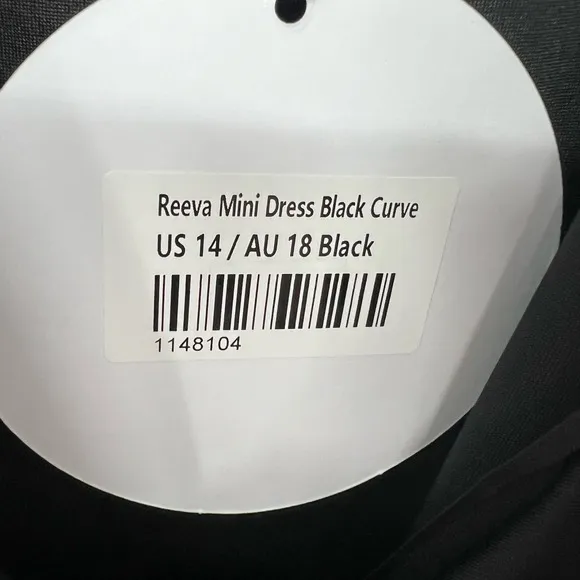 Reeva Mini Dress Black Curve
US 14 / AU 18 Black
1148104